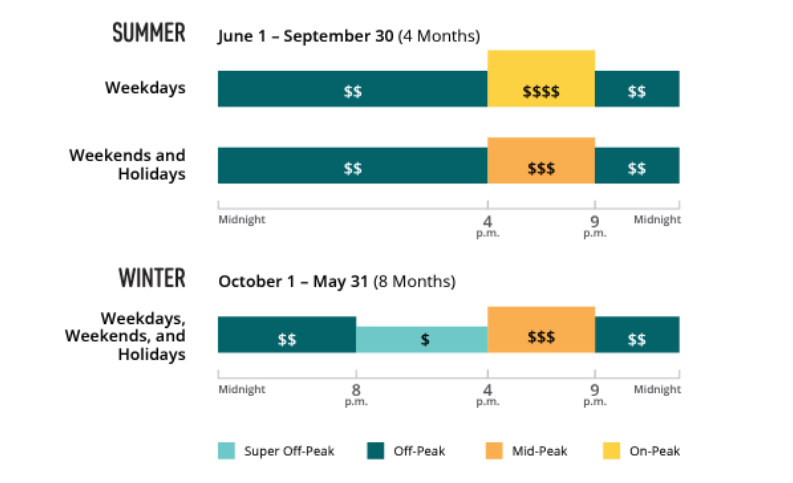 SUMMER June 1 – September 30 (4 Months)
Weekdays $$ $$$$ $$
Weekends and
Holidays $$ $$$ $$
Midnight 4 p.m. 9 p.m. Midnight
WINTER October 1 – May 31 (8 Months)
Weekdays,
Weekends, and
Holidays $$ $ $$$ $$
Midnight 8 p.m. 4 p.m. 9 p.m. Midnight
Super Off-Peak Off-Peak Mid-Peak On-Peak